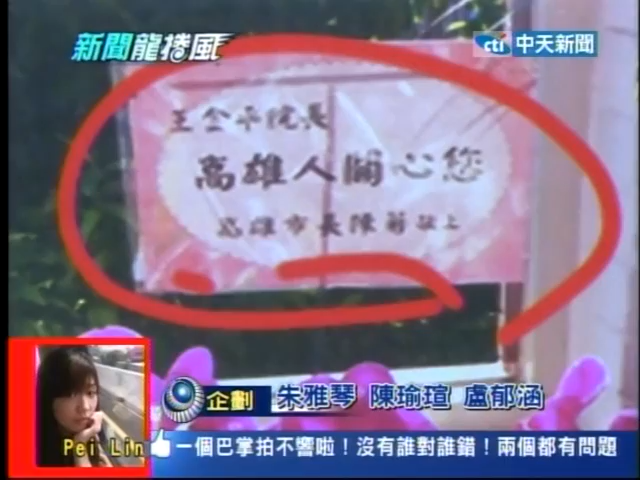 新聞龍捲風
cti 中天新聞
王金平院長
高雄人關心您
高雄市長陳菊敬上
企劃 朱雅琴 陳瑜瑄 盧郁涵
Pei Lin
一個巴掌拍不響啦！沒有誰對誰錯！兩個都有問題